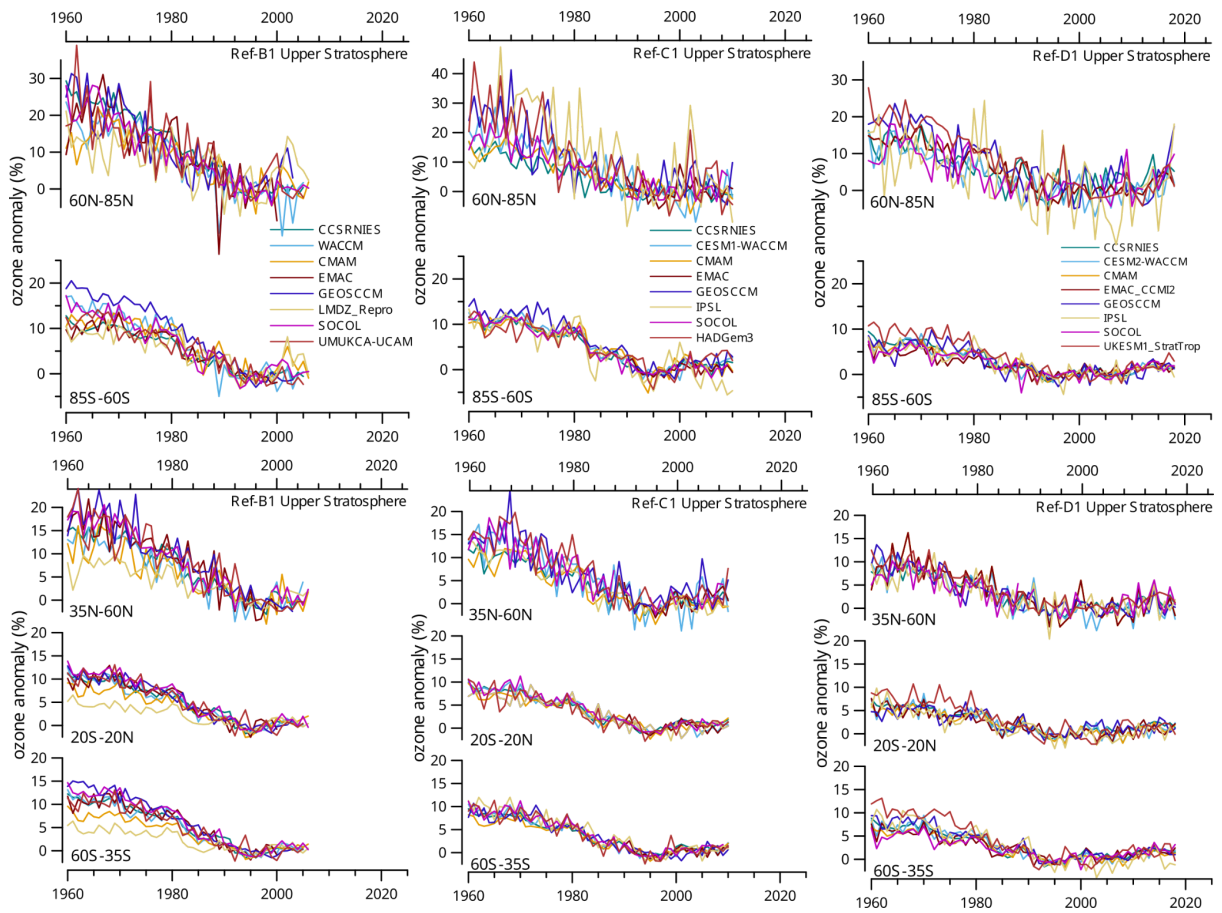 1960 1980 2000 2020
1960 1980 2000 2020
1960 1980 2000 2020
Ref-B1 Upper Stratosphere
Ref-C1 Upper Stratosphere
Ref-D1 Upper Stratosphere
ozone anomaly (%)
30
20
10
0
60N-85N
ozone anomaly (%)
50
40
30
20
10
0
60N-85N
ozone anomaly (%)
30
20
10
0
60N-85N
CCSRNIES
WACCM
CMAM
EMAC
GEOSCCM
LMDZ_Repro
SOCOL
UMUKCA-UCAM
CCSRNIES
CESM1-WACCM
CMAM
EMAC
GEOSCCM
IPSL
SOCOL
HADGem3
CCSRNIES
CESM2-WACCM
CMAM
EMAC_CCMI2
GEOSCCM
IPSL
SOCOL
UKESM1_StratTrop
20
10
0
85S-60S
20
10
0
85S-60S
20
10
0
85S-60S
1960 1980 2000 2020
1960 1980 2000 2020
1960 1980 2000 2020
1960 1980 2000 2020
1960 1980 2000 2020
1960 1980 2000 2020
Ref-B1 Upper Stratosphere
Ref-C1 Upper Stratosphere
Ref-D1 Upper Stratosphere
ozone anomaly (%)
20
15
10
5
0
35N-60N
20
15
10
5
0
20S-20N
20
15
10
5
0
60S-35S
ozone anomaly (%)
20
15
10
5
0
35N-60N
20
15
10
5
0
20S-20N
20
15
10
5
0
60S-35S
ozone anomaly (%)
20
15
10
5
0
35N-60N
20
15
10
5
0
20S-20N
20
15
10
5
0
60S-35S
1960 1980 2000 2020
1960 1980 2000 2020
1960 1980 2000 2020